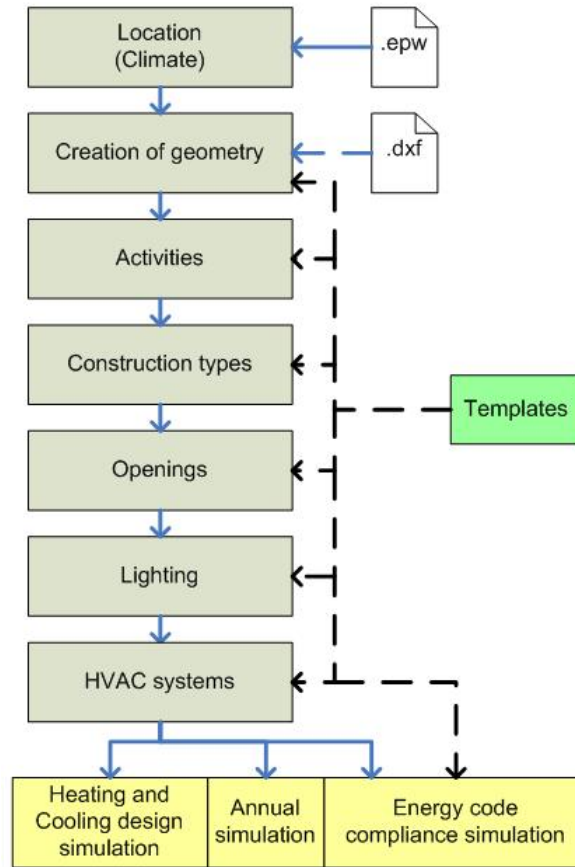 Location
(Climate)
.epw
Creation of geometry
.dxf
Activities
Construction types
Templates
Openings
Lighting
HVAC systems
Heating and
Cooling design
simulation
Annual
simulation
Energy code
compliance simulation